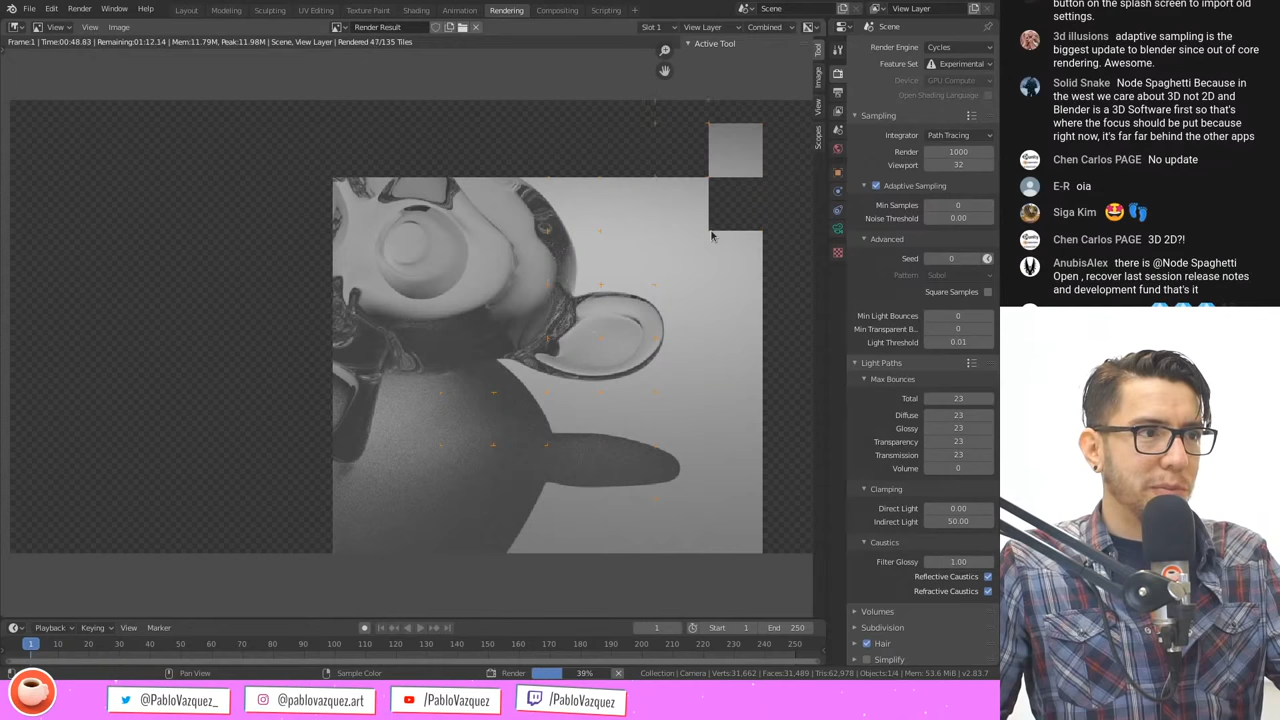 File Edit Render Window Help
Layout Modeling Sculpting UV Editing Texture Paint Shading Animation Rendering Compositing Scripting +
Scene
View Layer
View View Image
Render Result
Slot 1
View Layer
Combined
Scene
Frame:1 | Time:00:48.83 | Remaining:01:12.14 | Mem:11.79M, Peak:11.98M | Scene, View Layer | Rendered 47/135 Tiles
Active Tool
Tool
Image
View
Scopes
Render Engine Cycles
Feature Set Experimental
Device GPU Compute
Open Shading Language
Sampling
Integrator Path Tracing
Render 1000
Viewport 32
Adaptive Sampling
Min Samples 0
Noise Threshold 0.00
Advanced
Seed 0
Pattern Sobol
Square Samples
Min Light Bounces 0
Min Transparent B... 0
Light Threshold 0.01
Light Paths
Max Bounces
Total 23
Diffuse 23
Glossy 23
Transparency 23
Transmission 23
Volume 0
Clamping
Direct Light 0.00
Indirect Light 50.00
Caustics
Filter Glossy 1.00
Reflective Caustics
Refractive Caustics
Volumes
Subdivision
Hair
Simplify
button on the splash screen to import old
settings.
3d illusions adaptive sampling is the
biggest update to blender since out of core
rendering. Awesome.
Solid Snake Node Spaghetti Because in
the west we care about 3D not 2D and
Blender is a 3D Software first so that's
where the focus should be put because
right now, it's far far behind the other apps
Chen Carlos PAGE No update
E-R oia
Siga Kim 🤩👣
Chen Carlos PAGE 3D 2D?!
AnubisAlex there is @Node Spaghetti
Open , recover last session release notes
and development fund that's it
Playback Keying View Marker
1
Start 1
End 250
1 10 20 30 40 50 60 70 80 90 100 110 120 130 140 150 160 170 180 190 200 210 220 230 240 250
Pan View
Sample Color
Render 39%
Collection | Camera | Verts:31,662 | Faces:31,489 | Tris:62,978 | Objects:1/4 | Mem: 53.6 MiB | v2.83.7
@PabloVazquez_
@pablovazquez.art
/PabloVazquez
/PabloVazquez